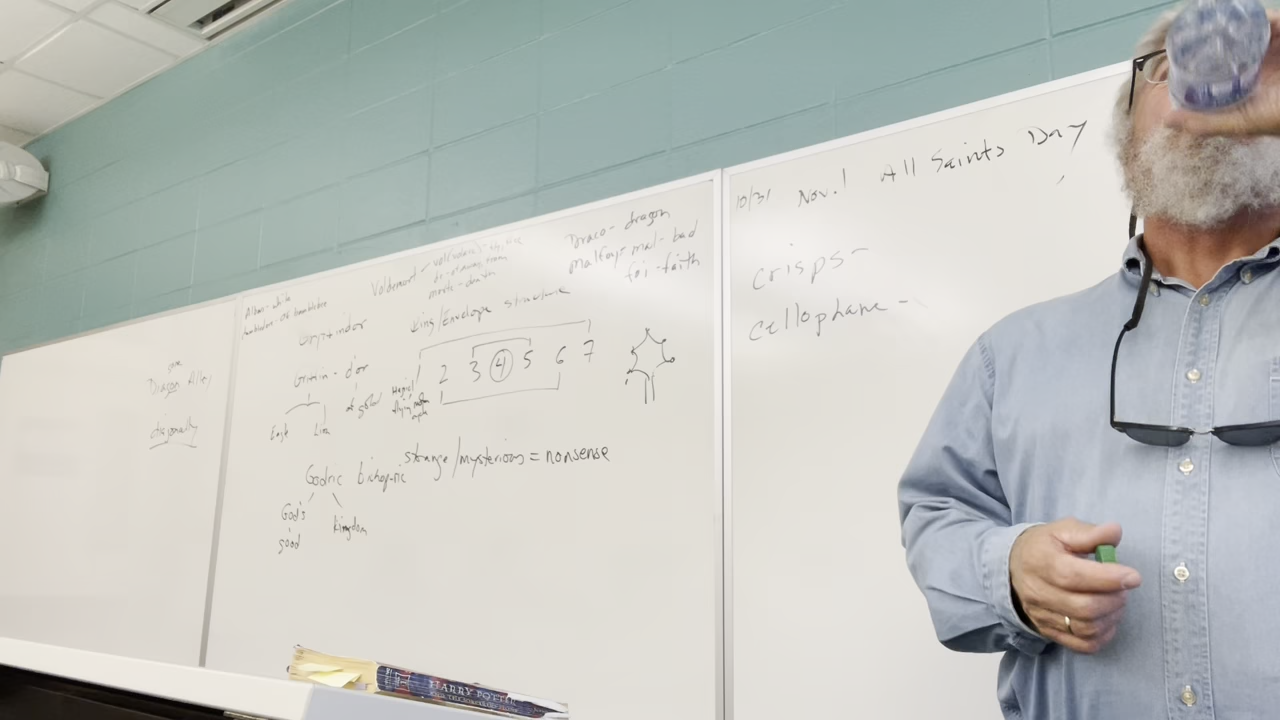 Dragon Alley
diagonally
Albus - white
Gryffindor
Griffin - d'or
of gold
Eagle Lion
Godric
God's
good
kingdom
Voldemort -
Ring/Envelope structure
2 3 4 5 6 7
Magical
strange/mysterious = nonsense
Draco - dragon
Malfoy - mal - bad
foi - faith
10/31 Nov. 1 All Saints Day
Crisps -
Cellophane -
HARRY POTTER